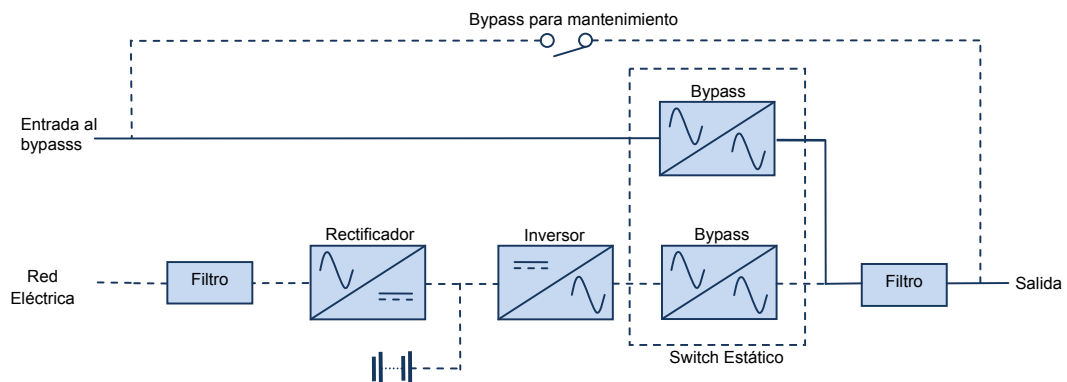 Bypass para mantenimiento
Bypass
Entrada al
bypasss
Rectificador
Inversor
Bypass
Red
Eléctrica
Filtro
Filtro
Salida
Switch Estático